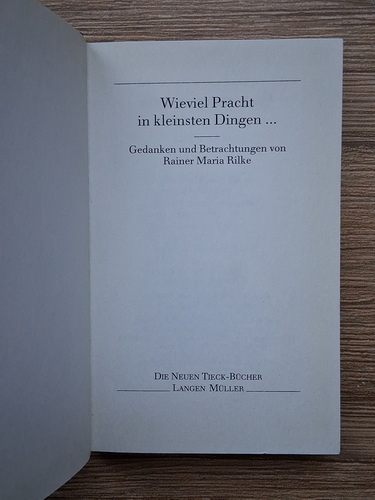 Wieviel Pracht
in kleinsten Dingen ...
Gedanken und Betrachtungen von
Rainer Maria Rilke
Die Neuen Tieck-Bücher
Langen Müller